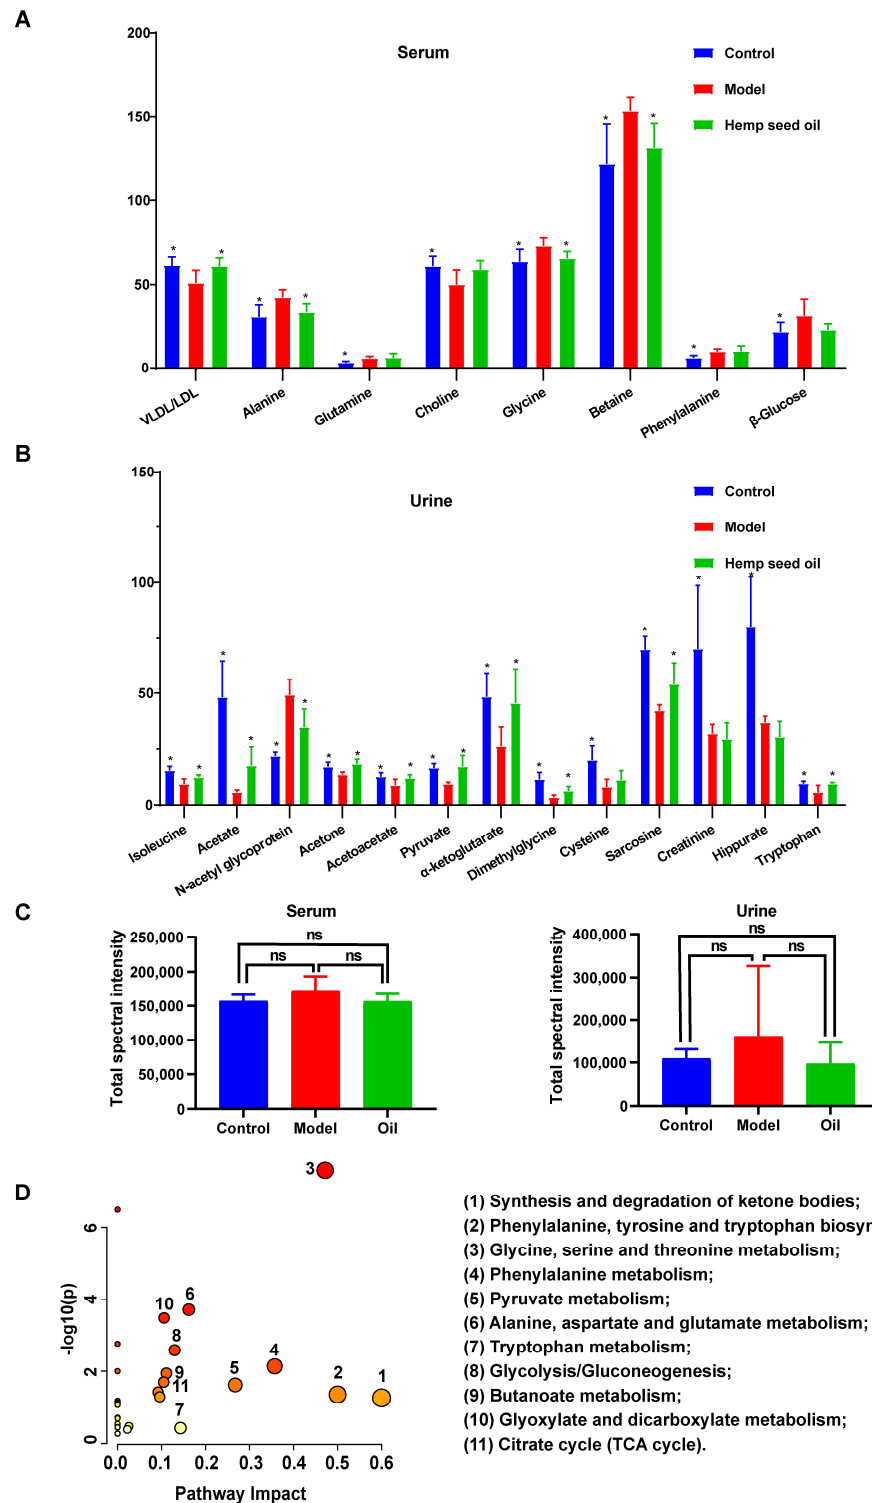 A
Serum
Control
Model
Hemp seed oil
200
150
100
50
0
VLDL/LDL
Alanine
Glutamine
Choline
Glycine
Betaine
Phenylalanine
β-Glucose
* * * * * * * * * * * *
B
Urine
Control
Model
Hemp seed oil
150
100
50
0
Isoleucine
Acetate
N-acetyl glycoprotein
Acetone
Acetoacetate
Pyruvate
α-ketoglutarate
Dimethylglycine
Cysteine
Sarcosine
Creatinine
Hippurate
Tryptophan
* * * * * * * * * * * * * * * * * * * * * * *
C
Serum
Total spectral intensity
250,000
200,000
150,000
100,000
50,000
0
ns
ns
ns
Control Model Oil
Urine
Total spectral intensity
400,000
300,000
200,000
100,000
0
ns
ns
ns
Control Model Oil
D
-log10(p)
6
4
2
0
3
10
6
8
9
11
5
4
7
2
1
0.0 0.1 0.2 0.3 0.4 0.5 0.6
Pathway Impact
(1) Synthesis and degradation of ketone bodies;
(2) Phenylalanine, tyrosine and tryptophan biosyn
(3) Glycine, serine and threonine metabolism;
(4) Phenylalanine metabolism;
(5) Pyruvate metabolism;
(6) Alanine, aspartate and glutamate metabolism;
(7) Tryptophan metabolism;
(8) Glycolysis/Gluconeogenesis;
(9) Butanoate metabolism;
(10) Glyoxylate and dicarboxylate metabolism;
(11) Citrate cycle (TCA cycle).